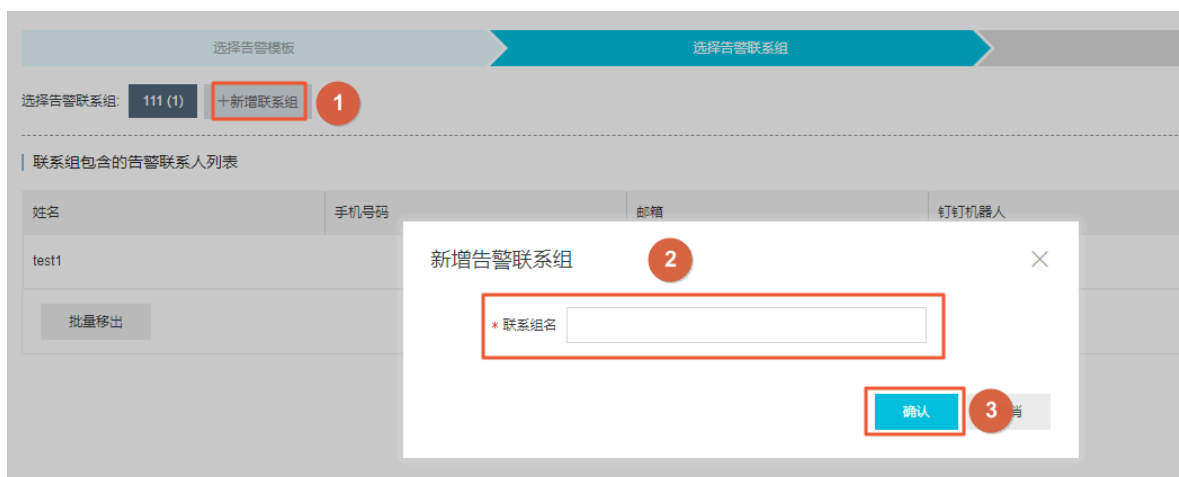 选择告警模板
选择告警联系组
选择告警联系组: 111 (1) ＋新增联系组 1
联系组包含的告警联系人列表
姓名 手机号码 邮箱 钉钉机器人
新增告警联系组 2
test1
* 联系组名
批量移出
确认 3 消